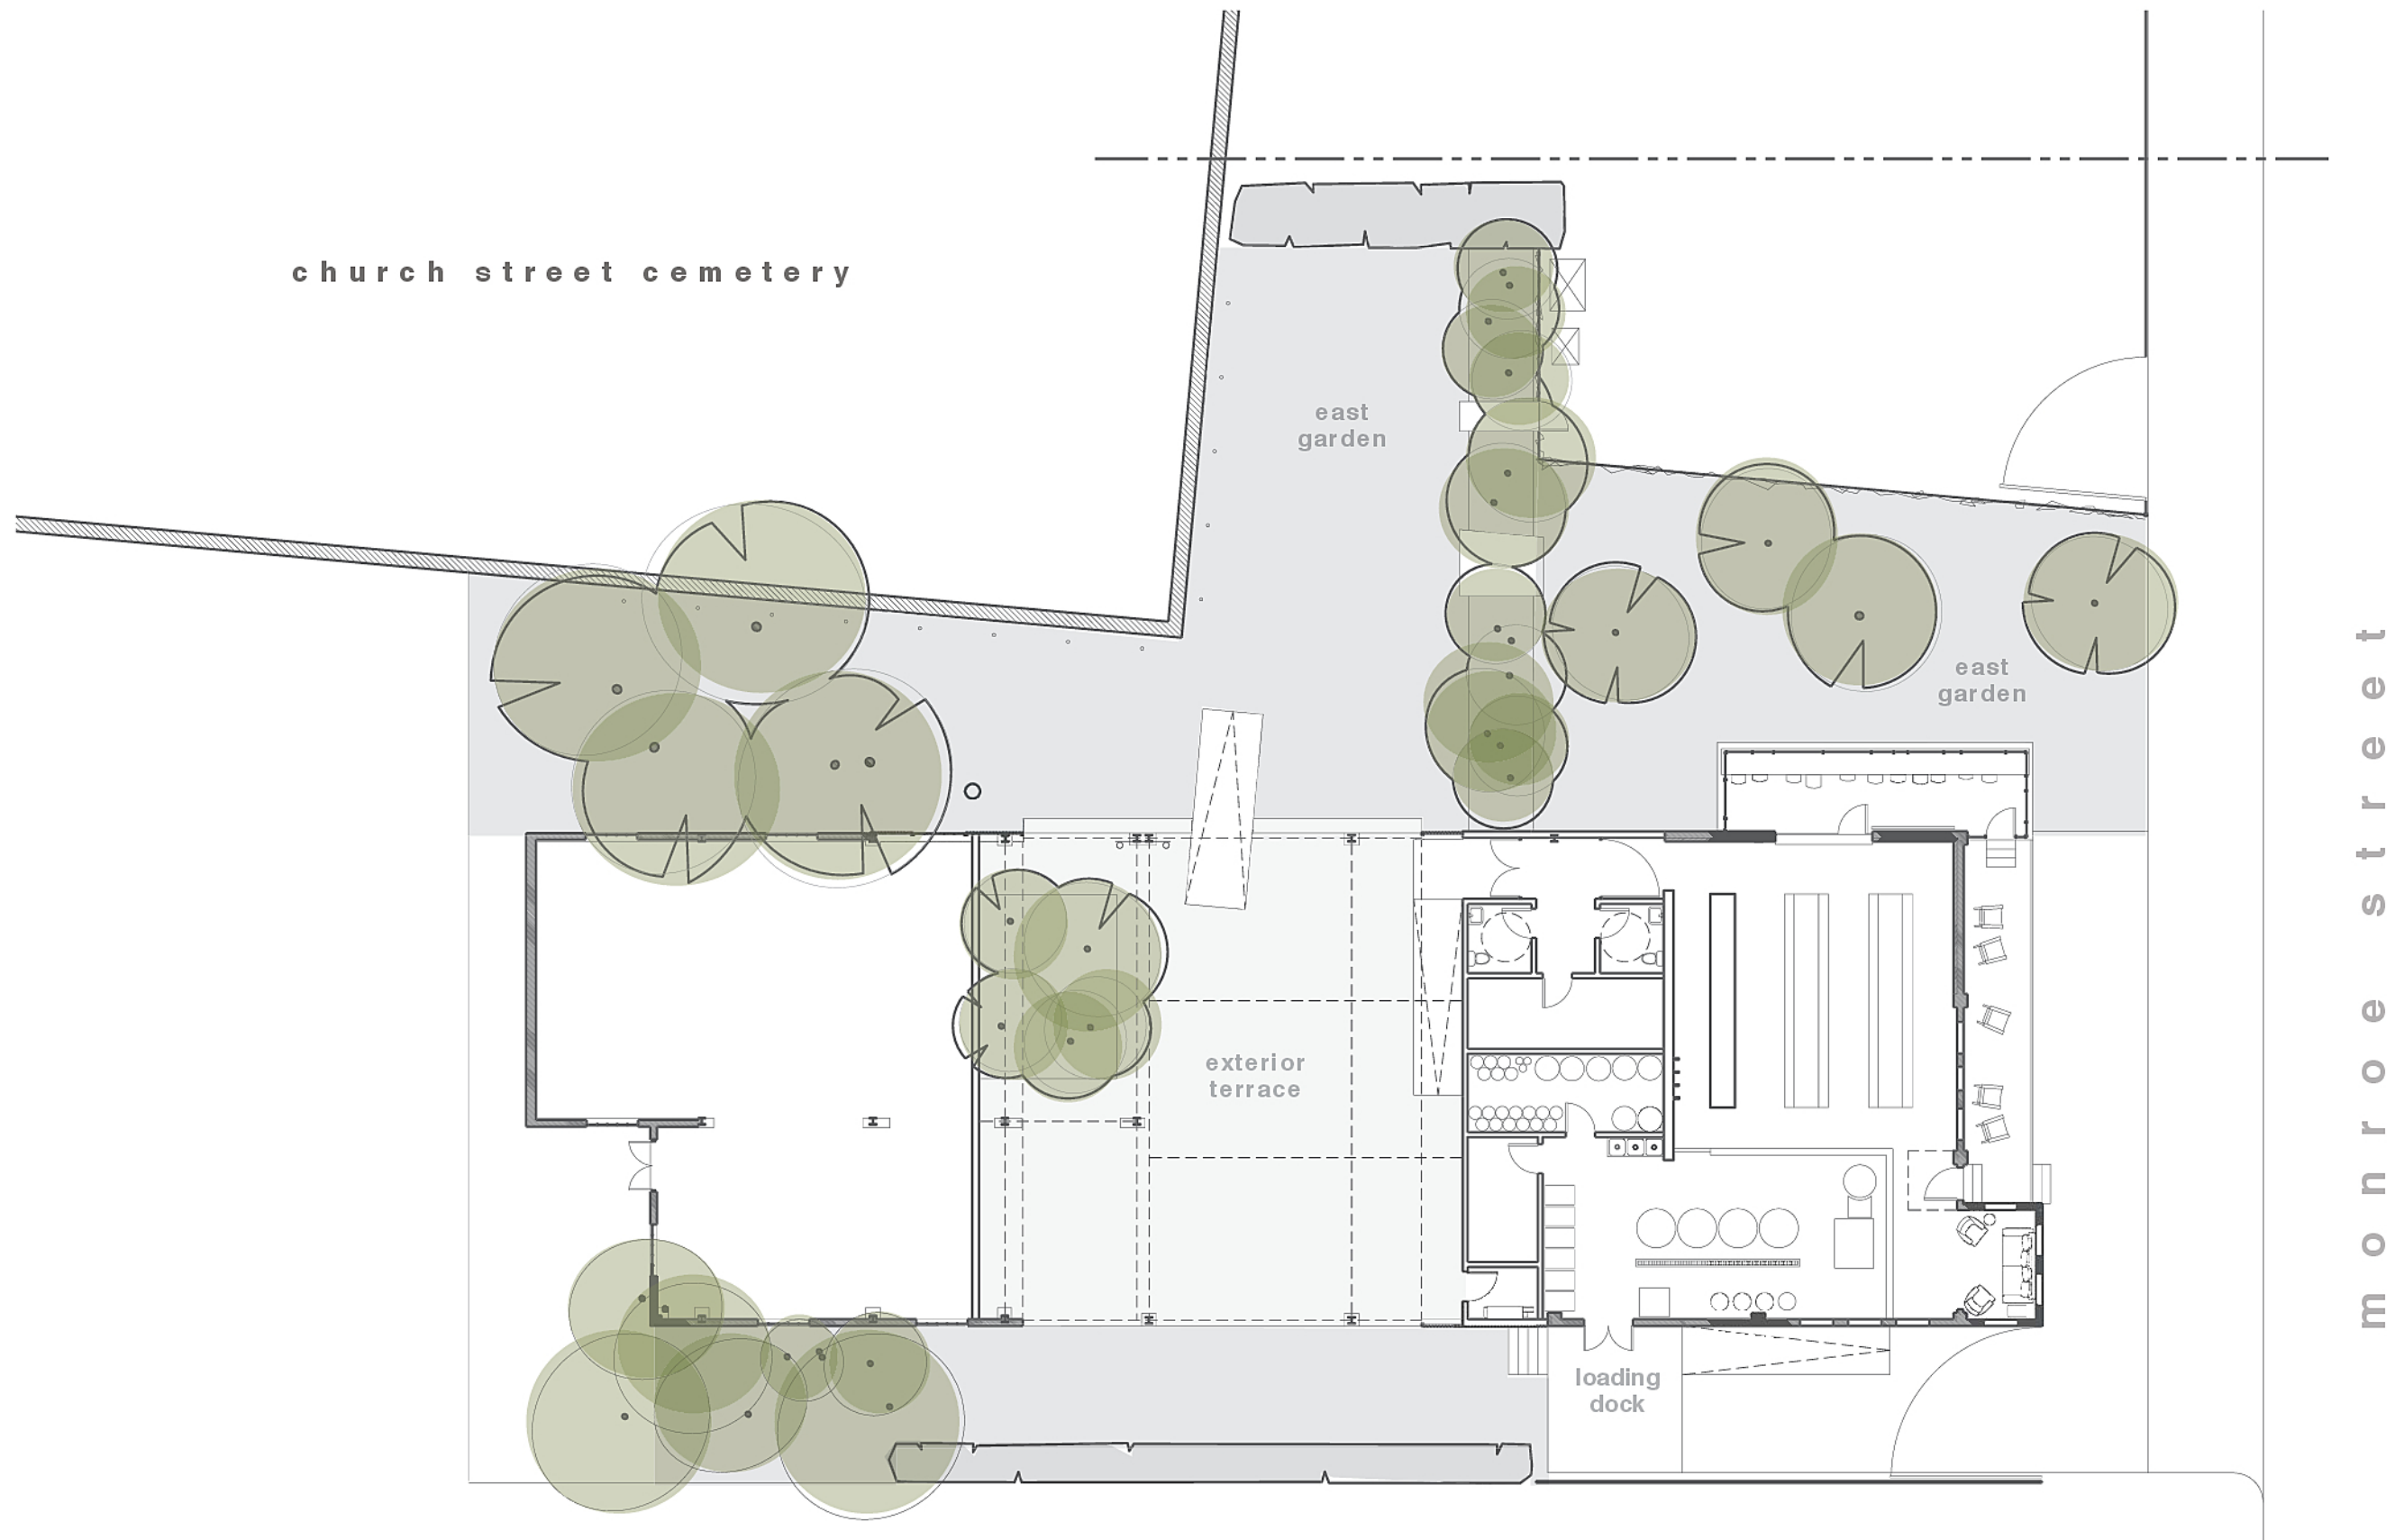 church street cemetery
east
garden
east
garden
monroe street
exterior
terrace
loading
dock